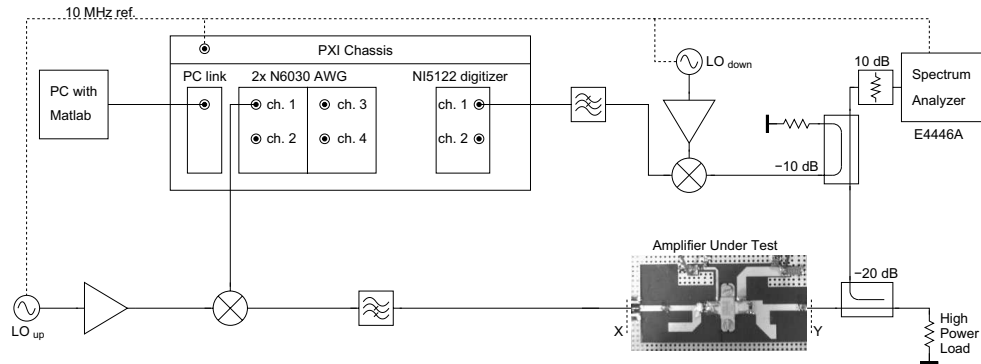 10 MHz ref.
PXI Chassis
PC link
2x N6030 AWG
NI5122 digitizer
PC with
Matlab
ch. 1
ch. 3
ch. 2
ch. 4
ch. 1
ch. 2
LO down
10 dB
Spectrum
Analyzer
E4446A
−10 dB
Amplifier Under Test
−20 dB
LO up
X
Y
High
Power
Load